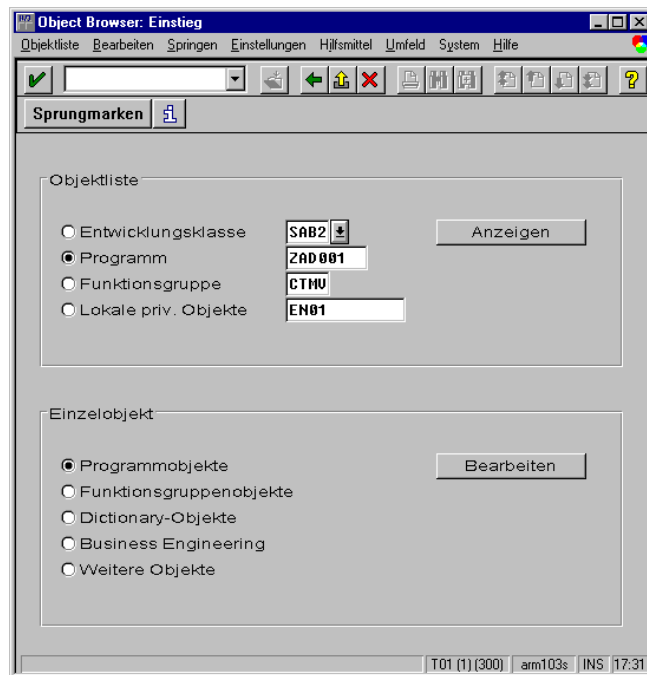 Object Browser: Einstieg
Objektliste Bearbeiten Springen Einstellungen Hilfsmittel Umfeld System Hilfe
Sprungmarken
Objektliste
Entwicklungsklasse SAB2 Anzeigen
Programm ZAD001
Funktionsgruppe CTMV
Lokale priv. Objekte EN01
Einzelobjekt
Programmobjekte Bearbeiten
Funktionsgruppenobjekte
Dictionary-Objekte
Business Engineering
Weitere Objekte
T01 (1) (300) arm103s INS 17:31